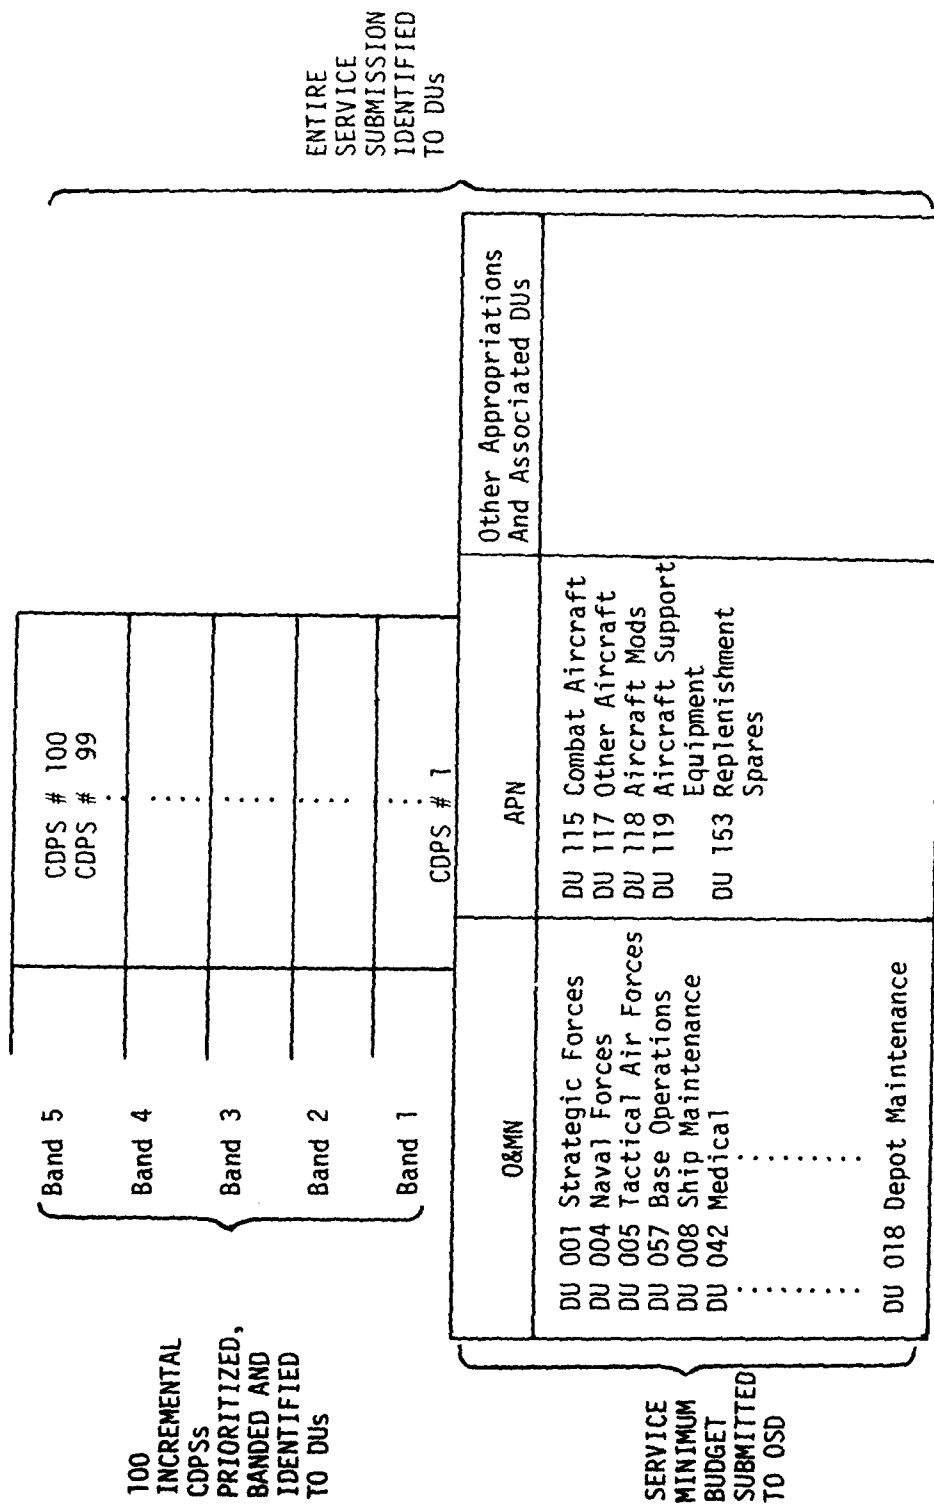 100
INCREMENTAL
CDPSs
PRIORITIZED,
BANDED AND
IDENTIFIED
TO DUs
Band 5
Band 4
Band 3
Band 2
Band 1
CDPS # 100
CDPS # 99
CDPS # 1
ENTIRE
SERVICE
SUBMISSION
IDENTIFIED
TO DUs
SERVICE
MINIMUM
BUDGET
SUBMITTED
TO OSD
O&MN
DU 001 Strategic Forces
DU 004 Naval Forces
DU 005 Tactical Air Forces
DU 057 Base Operations
DU 008 Ship Maintenance
DU 042 Medical
DU 018 Depot Maintenance
APN
DU 115 Combat Aircraft
DU 117 Other Aircraft
DU 118 Aircraft Mods
DU 119 Aircraft Support
Equipment
DU 153 Replenishment
Spares
Other Appropriations
And Associated DUs